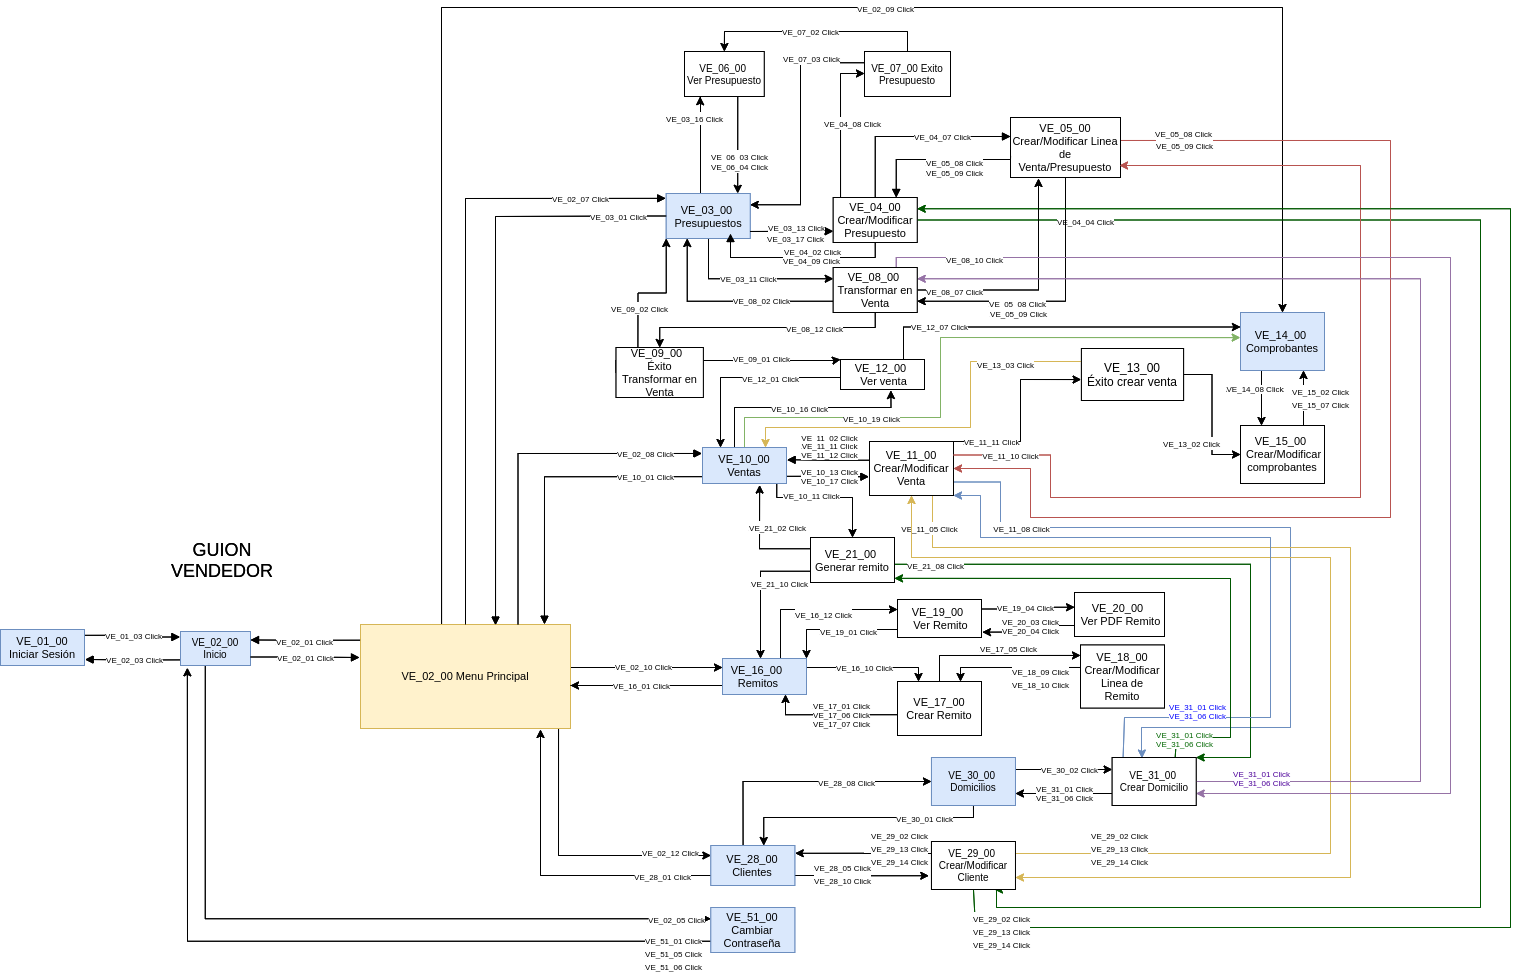 VE_02_09 Click
VE_07_02 Click
VE_06_00
Ver Presupuesto
VE_07_03 Click
VE_07_00 Exito
Presupuesto
VE_03_16 Click
VE_04_08 Click
VE_04_07 Click
VE_05_00
Crear/Modificar Linea
de
Venta/Presupuesto
VE_05_08 Click
VE_05_09 Click
VE_06_03 Click
VE_06_04 Click
VE_05_08 Click
VE_05_09 Click
VE_02_07 Click
VE_03_01 Click
VE_03_00
Presupuestos
VE_03_13 Click
VE_03_17 Click
VE_04_00
Crear/Modificar
Presupuesto
VE_04_04 Click
VE_04_02 Click
VE_04_09 Click
VE_08_10 Click
VE_03_11 Click
VE_08_00
Transformar en
Venta
VE_08_07 Click
VE_08_02 Click
VE_05_08 Click
VE_05_09 Click
VE_09_02 Click
VE_08_12 Click
VE_12_07 Click
VE_14_00
Comprobantes
VE_09_00
Éxito
Transformar en
Venta
VE_09_01 Click
VE_12_00
Ver venta
VE_12_01 Click
VE_13_03 Click
VE_13_00
Éxito crear venta
VE_14_08 Click
VE_15_02 Click
VE_15_07 Click
VE_10_16 Click
VE_10_19 Click
VE_02_08 Click
VE_10_01 Click
VE_10_00
Ventas
VE_11_02 Click
VE_11_11 Click
VE_11_12 Click
VE_10_13 Click
VE_10_17 Click
VE_11_00
Crear/Modificar
Venta
VE_11_11 Click
VE_11_10 Click
VE_13_02 Click
VE_15_00
Crear/Modificar
comprobantes
VE_10_11 Click
VE_21_02 Click
VE_11_05 Click
VE_11_08 Click
GUION
VENDEDOR
VE_21_00
Generar remito
VE_21_08 Click
VE_21_10 Click
VE_16_12 Click
VE_19_01 Click
VE_19_00
Ver Remito
VE_19_04 Click
VE_20_03 Click
VE_20_04 Click
VE_20_00
Ver PDF Remito
VE_01_00
Iniciar Sesión
VE_01_03 Click
VE_02_03 Click
VE_02_00
Inicio
VE_02_01 Click
VE_02_01 Click
VE_02_00 Menu Principal
VE_02_10 Click
VE_16_01 Click
VE_16_00
Remitos
VE_16_10 Click
VE_17_05 Click
VE_18_09 Click
VE_18_10 Click
VE_18_00
Crear/Modificar
Linea de
Remito
VE_17_00
Crear Remito
VE_17_01 Click
VE_17_06 Click
VE_17_07 Click
VE_31_01 Click
VE_31_06 Click
VE_31_01 Click
VE_31_06 Click
VE_28_08 Click
VE_30_00
Domicilios
VE_30_02 Click
VE_31_01 Click
VE_31_06 Click
VE_31_00
Crear Domicilio
VE_31_01 Click
VE_31_06 Click
VE_30_01 Click
VE_02_12 Click
VE_28_01 Click
VE_28_00
Clientes
VE_29_02 Click
VE_29_13 Click
VE_29_14 Click
VE_28_05 Click
VE_28_10 Click
VE_29_00
Crear/Modificar
Cliente
VE_29_02 Click
VE_29_13 Click
VE_29_14 Click
VE_29_02 Click
VE_29_13 Click
VE_29_14 Click
VE_02_05 Click
VE_51_01 Click
VE_51_05 Click
VE_51_06 Click
VE_51_00
Cambiar
Contraseña